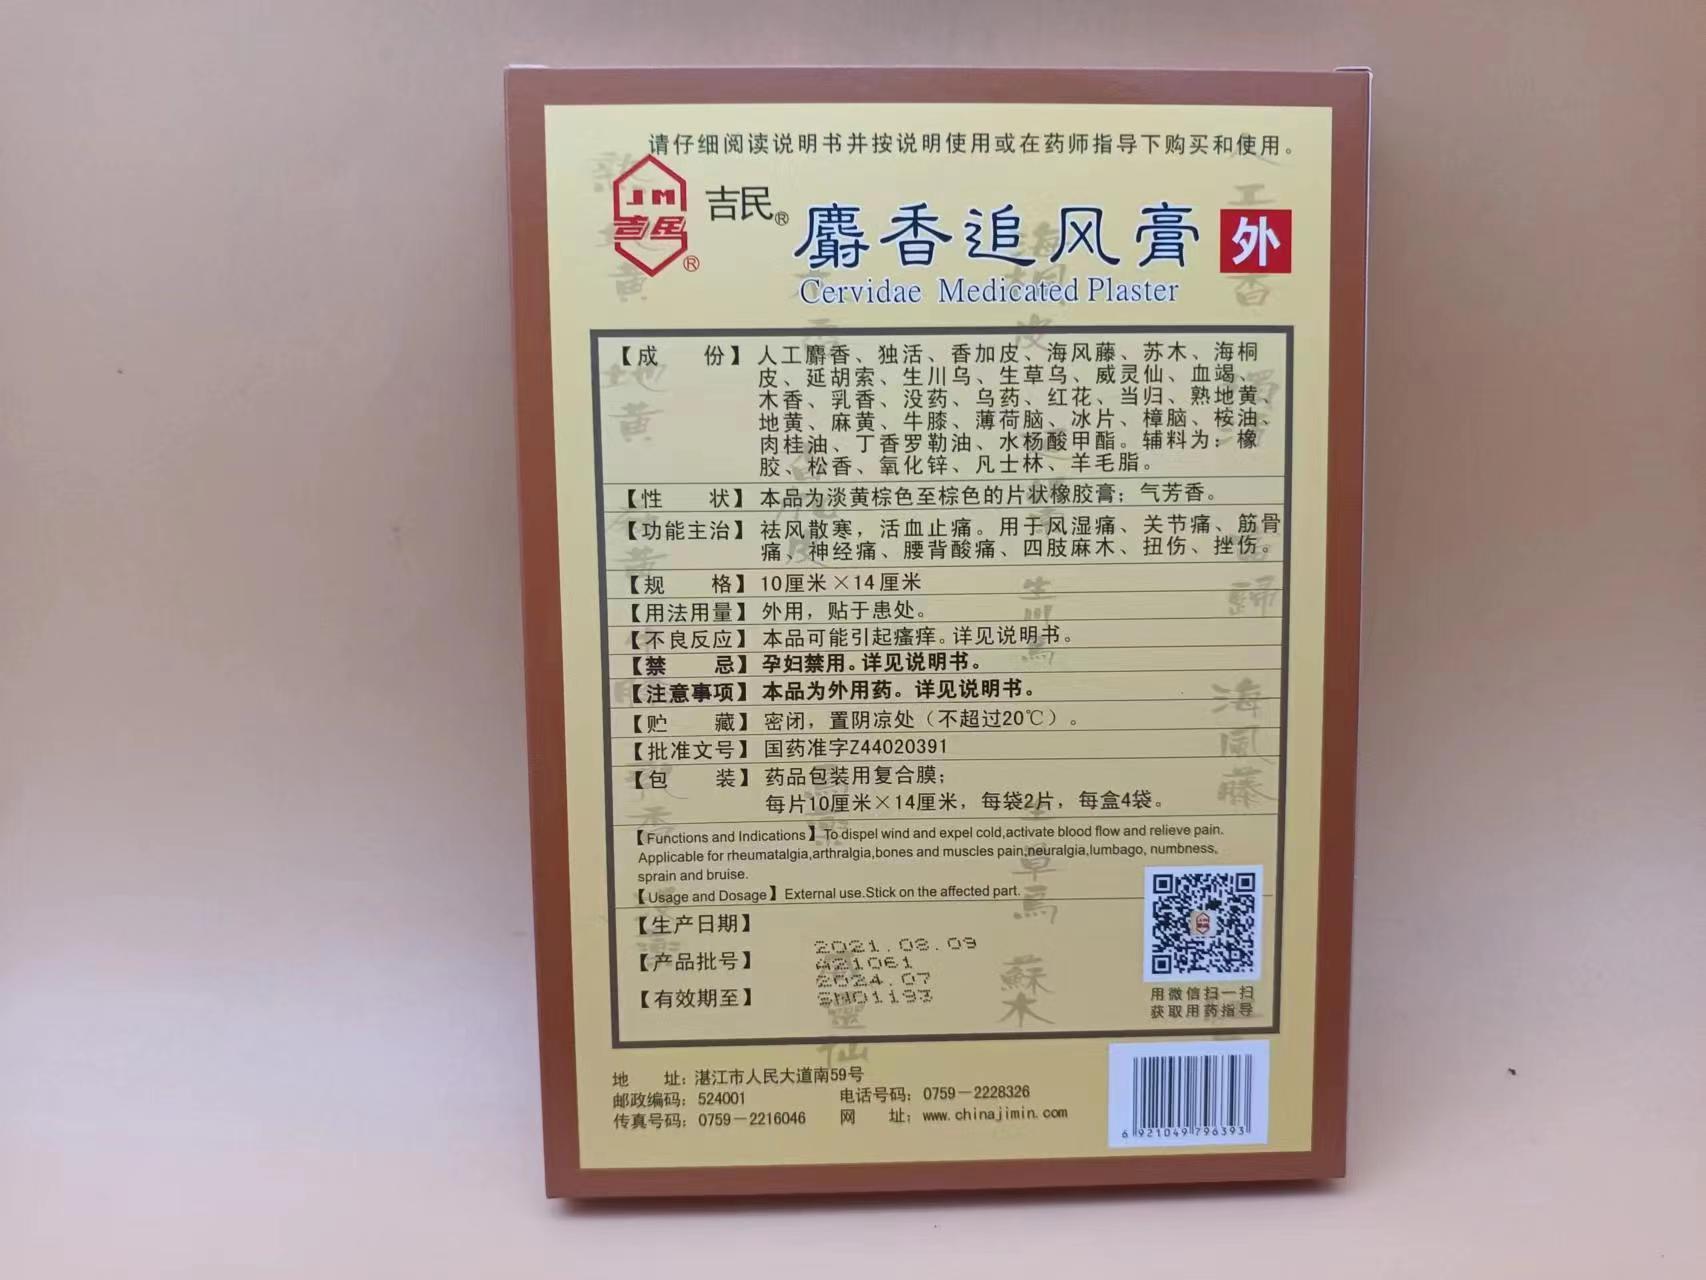 请仔细阅读说明书并按说明使用或在药师指导下购买和使用。
JM
吉民
®
吉民® 麝香追风膏 外
Cervidae Medicated Plaster
【成 份】人工麝香、独活、香加皮、海风藤、苏木、海桐
皮、延胡索、生川乌、生草乌、威灵仙、血竭、
木香、乳香、没药、乌药、红花、当归、熟地黄、
地黄、麻黄、牛膝、薄荷脑、冰片、樟脑、桉油、
肉桂油、丁香罗勒油、水杨酸甲酯。辅料为：橡
胶、松香、氧化锌、凡士林、羊毛脂。
【性 状】本品为淡黄棕色至棕色的片状橡胶膏；气芳香。
【功能主治】祛风散寒，活血止痛。用于风湿痛、关节痛、筋骨
痛、神经痛、腰背酸痛、四肢麻木、扭伤、挫伤。
【规 格】10厘米×14厘米
【用法用量】外用，贴于患处。
【不良反应】本品可能引起瘙痒。详见说明书。
【禁 忌】孕妇禁用。详见说明书。
【注意事项】本品为外用药。详见说明书。
【贮 藏】密闭，置阴凉处（不超过20℃）。
【批准文号】国药准字Z44020391
【包 装】药品包装用复合膜；
每片10厘米×14厘米，每袋2片，每盒4袋。
【Functions and Indications】To dispel wind and expel cold,activate blood flow and relieve pain.
Applicable for rheumatalgia,arthralgia,bones and muscles pain,neuralgia,lumbago, numbness,
sprain and bruise.
【Usage and Dosage】External use.Stick on the affected part.
【生产日期】
2021.08.09
【产品批号】
A21061
2024.07
【有效期至】
SN01193
用微信扫一扫
获取用药指导
地 址：湛江市人民大道南59号
邮政编码：524001 电话号码：0759－2228326
传真号码：0759－2216046 网 址：www.chinajimin.com
6 921049 796393